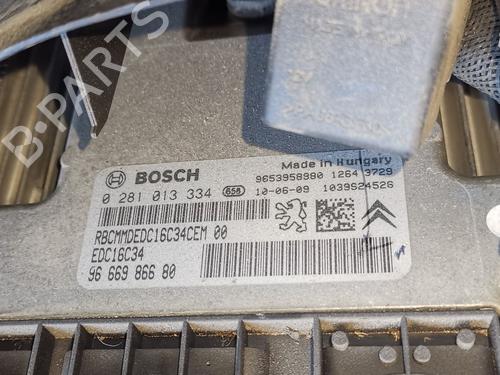 B-PARTS
BOSCH
Made in Hungary
9653958980 1264 3729
0 281 013 334 656 10-06-09 1039S24526
RBCMMDEDC16C34CEM 00
EDC16C34
96 669 866 80